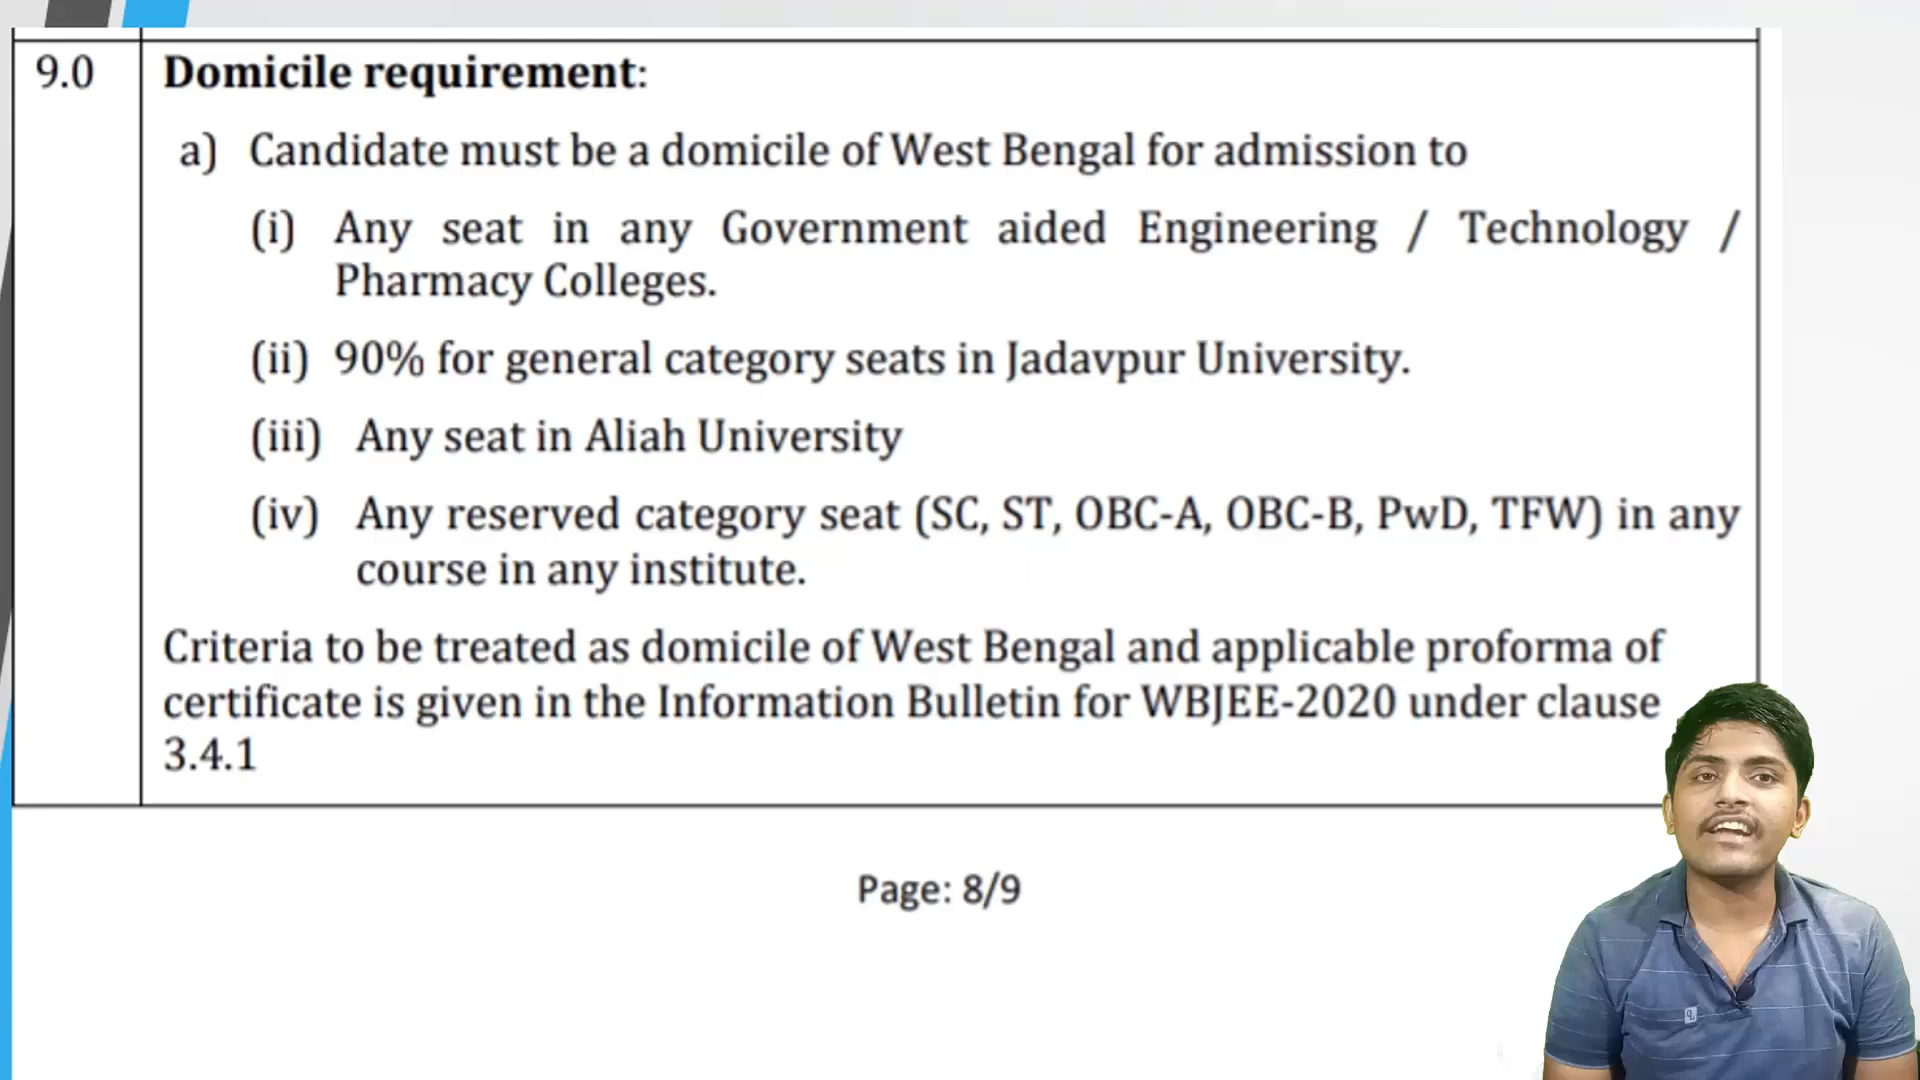 9.0 Domicile requirement:
a) Candidate must be a domicile of West Bengal for admission to
(i) Any seat in any Government aided Engineering / Technology /
Pharmacy Colleges.
(ii) 90% for general category seats in Jadavpur University.
(iii) Any seat in Aliah University
(iv) Any reserved category seat (SC, ST, OBC-A, OBC-B, PwD, TFW) in any
course in any institute.
Criteria to be treated as domicile of West Bengal and applicable proforma of
certificate is given in the Information Bulletin for WBJEE-2020 under clause
3.4.1
Page: 8/9